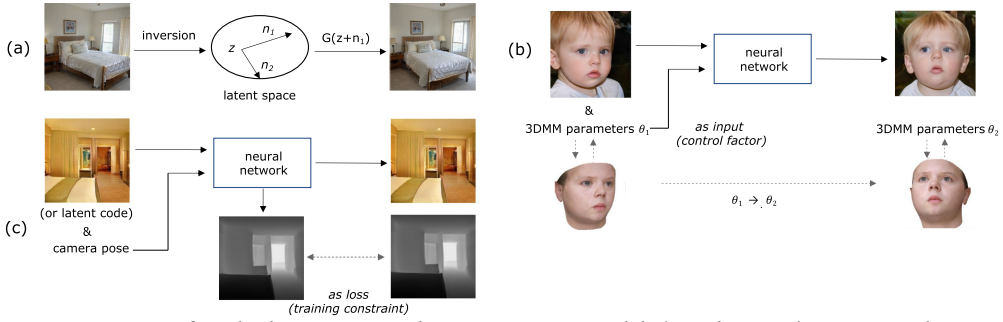 (a)
inversion
z
n₁
n₂
G(z+n₁)
latent space
(b)
&
3DMM parameters θ₁
neural
network
as input
(control factor)
3DMM parameters θ₂
θ₁ → θ₂
(c)
(or latent code)
&
camera pose
neural
network
as loss
(training constraint)